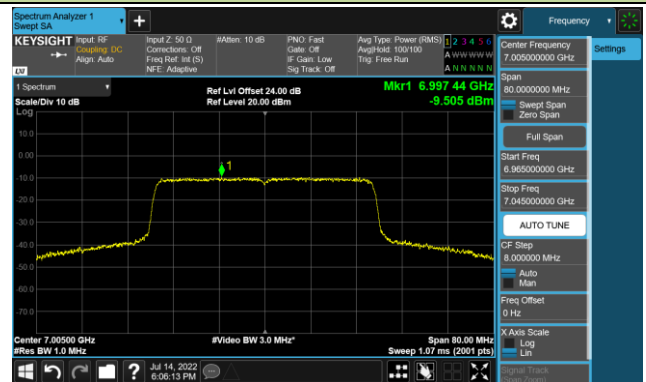 Spectrum Analyzer 1
Swept SA
Frequency
KEYSIGHT
Input: RF
Coupling: DC
Align: Auto
Input Z: 50 Ω
Corrections: Off
Freq Ref: Int (S)
NFE: Adaptive
#Atten: 10 dB
PNO: Fast
Gate: Off
IF Gain: Low
Sig Track: Off
Avg Type: Power (RMS)
Avg|Hold: 100/100
Trig: Free Run
1 2 3 4 5 6
A W W W W W
A N N N N N
LXI
1 Spectrum
Scale/Div 10 dB
Log
Ref Lvl Offset 24.00 dB
Ref Level 20.00 dBm
Mkr1 6.997 44 GHz
-9.505 dBm
10.0
0.00
-10.0
-20.0
-30.0
-40.0
-50.0
-60.0
-70.0
1
Center 7.00500 GHz
#Res BW 1.0 MHz
#Video BW 3.0 MHz*
Span 80.00 MHz
Sweep 1.07 ms (2001 pts)
Jul 14, 2022
6:06:13 PM
Center Frequency
7.005000000 GHz
Span
80.0000000 MHz
Swept Span
Zero Span
Full Span
Start Freq
6.965000000 GHz
Stop Freq
7.045000000 GHz
AUTO TUNE
CF Step
8.000000 MHz
Auto
Man
Freq Offset
0 Hz
X Axis Scale
Log
Lin
Signal Track
(Span Zoom)
Settings